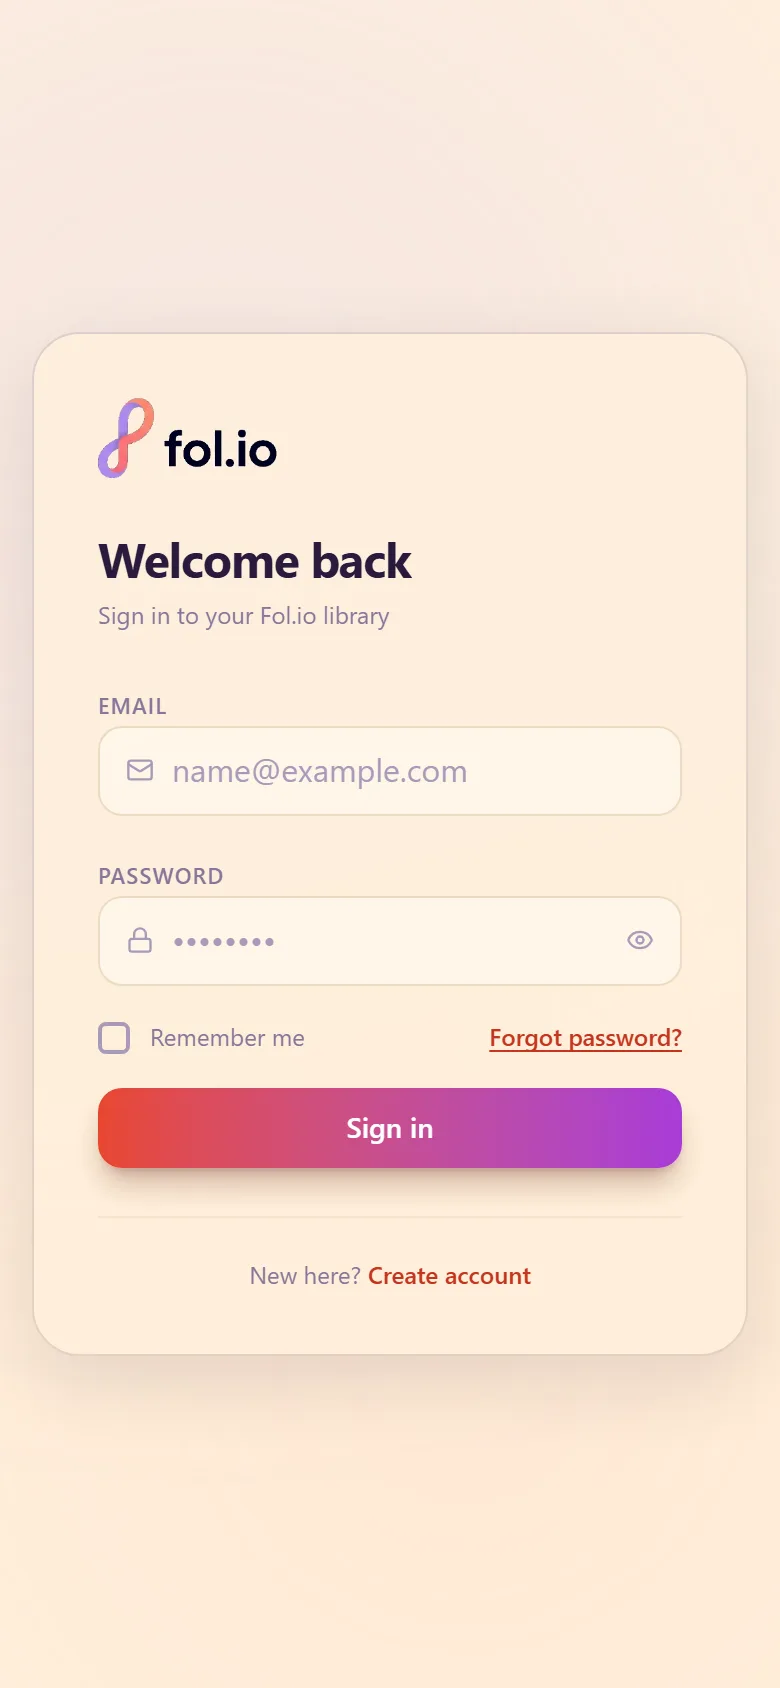 fol.io
Welcome back
Sign in to your Fol.io library
EMAIL
name@example.com
PASSWORD
••••••••
Remember me
Forgot password?
Sign in
New here? Create account